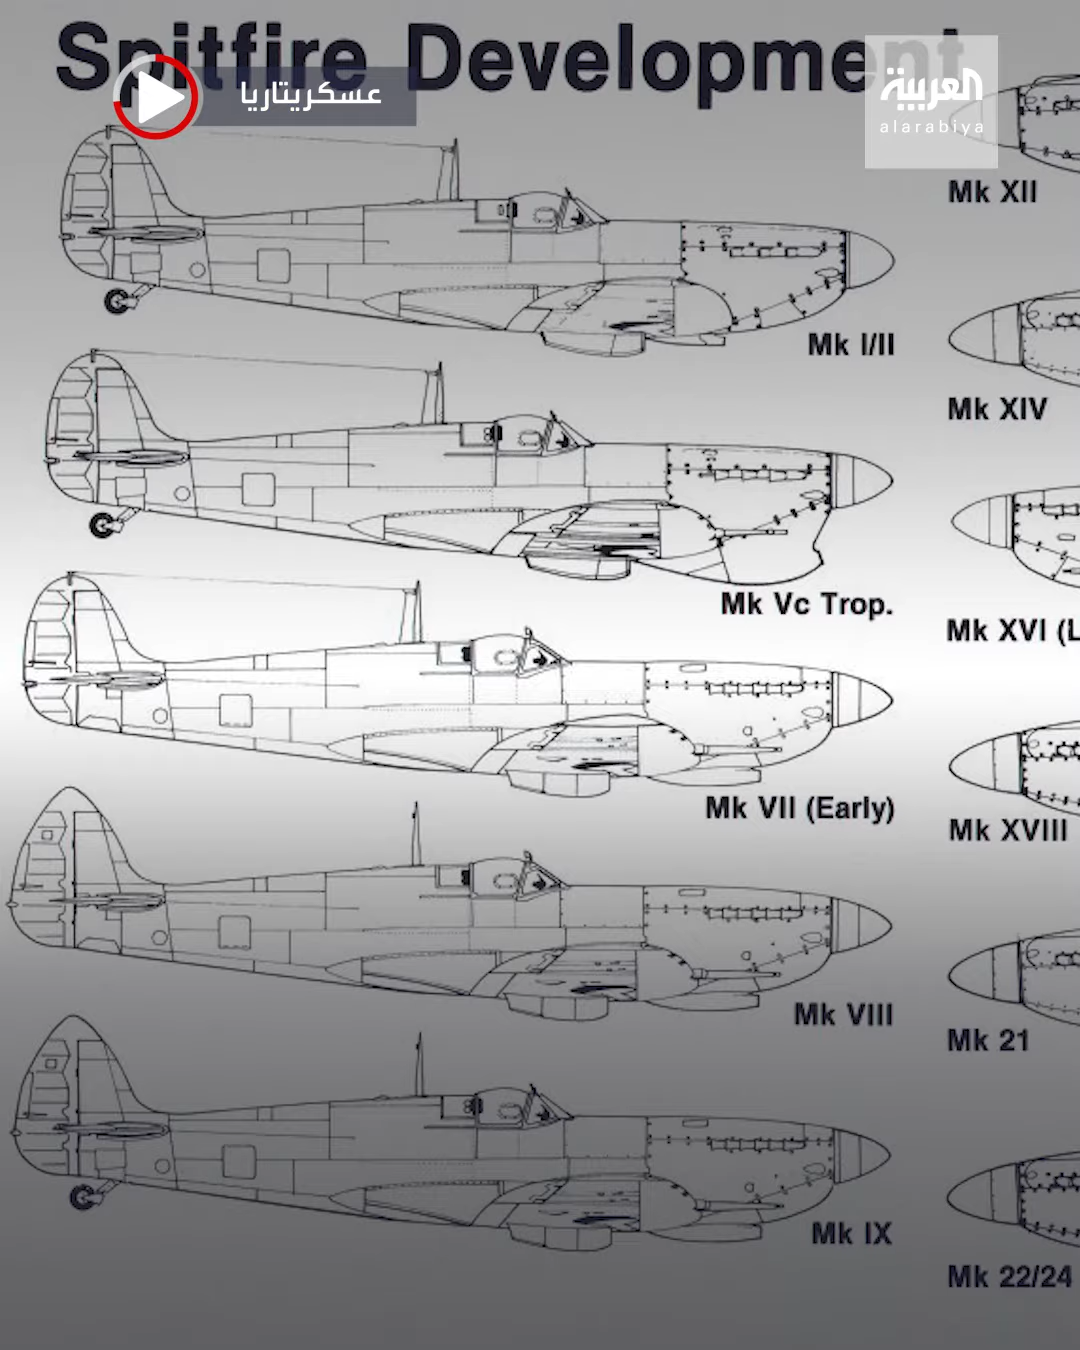 Spitfire Development
عسكريتاريا
العربية
alarabiya
Mk I/II
Mk Vc Trop.
Mk VII (Early)
Mk VIII
Mk IX
Mk XII
Mk XIV
Mk XVI (L
Mk XVIII
Mk 21
Mk 22/24